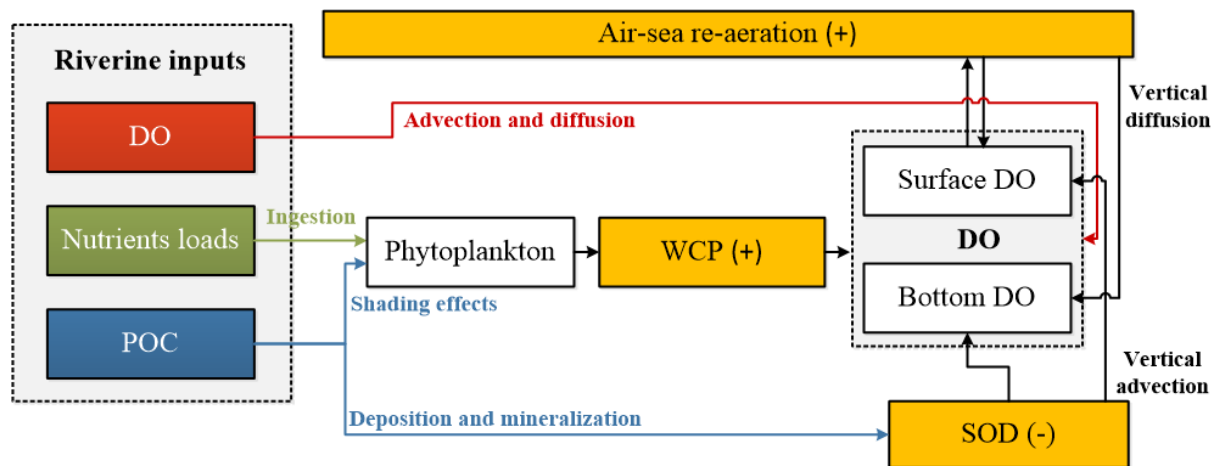 Air-sea re-aeration (+)
Riverine inputs
DO
Advection and diffusion
Vertical
diffusion
Surface DO
Nutrients loads
Ingestion
Phytoplankton
WCP (+)
DO
Bottom DO
Shading effects
POC
Vertical
advection
Deposition and mineralization
SOD (-)